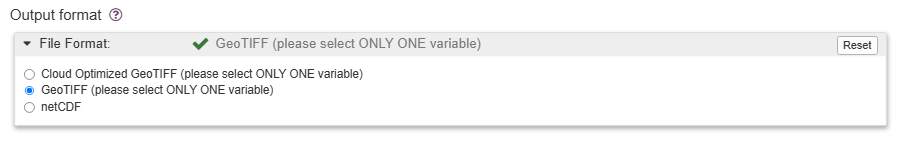 Output format ?
File Format: GeoTIFF (please select ONLY ONE variable) Reset
Cloud Optimized GeoTIFF (please select ONLY ONE variable)
GeoTIFF (please select ONLY ONE variable)
netCDF